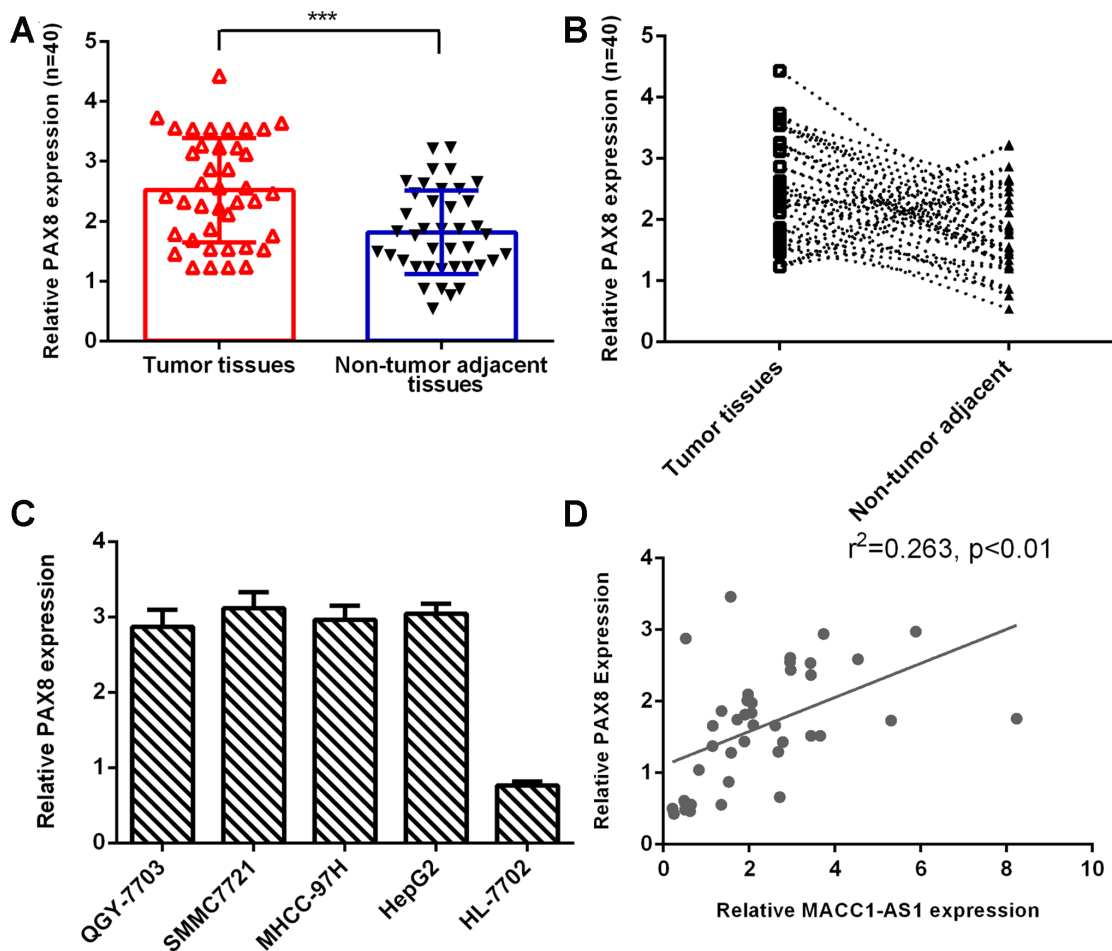 A
Relative PAX8 expression (n=40)
5
4
3
2
1
0
***
Tumor tissues
Non-tumor adjacent
tissues
B
Relative PAX8 expression (n=40)
5
4
3
2
1
0
Tumor tissues
Non-tumor adjacent
C
Relative PAX8 expression
4
3
2
1
0
QGY-7703
SMMC7721
MHCC-97H
HepG2
HL-7702
D
r²=0.263, p<0.01
Relative PAX8 Expression
4
3
2
1
0
0
2
4
6
8
10
Relative MACC1-AS1 expression